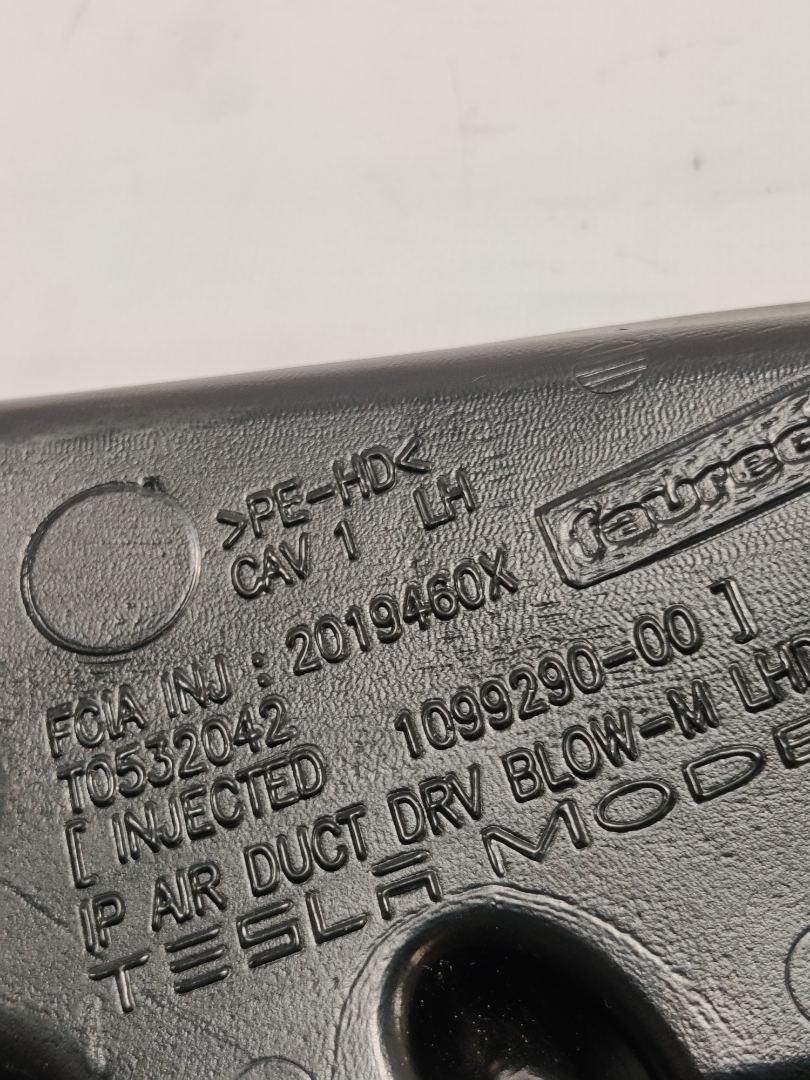 >PE-HD<
CAV 1 LH
faurec
FCIA INJ : 2019460X
T0532042
[ INJECTED 1099290-00 ]
IP AIR DUCT DRV BLOW-M LHD
TESLA MODE